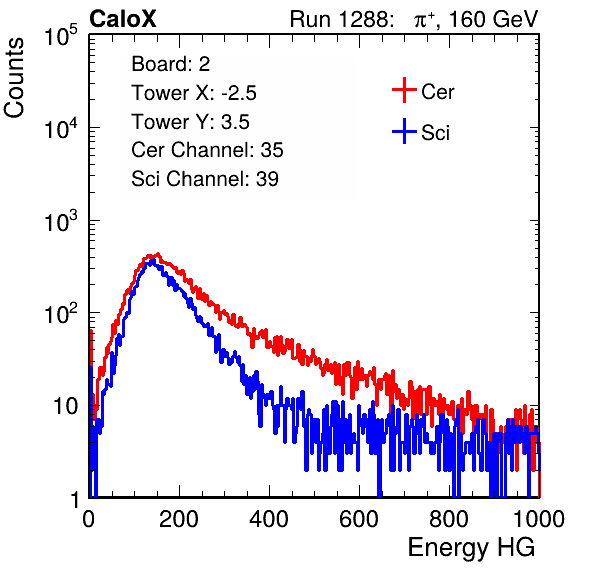 CaloX Run 1288: π⁺, 160 GeV
Counts
Board: 2
Tower X: -2.5
Tower Y: 3.5
Cer Channel: 35
Sci Channel: 39
Cer
Sci
10⁵
10⁴
10³
10²
10
1
0 200 400 600 800 1000
Energy HG